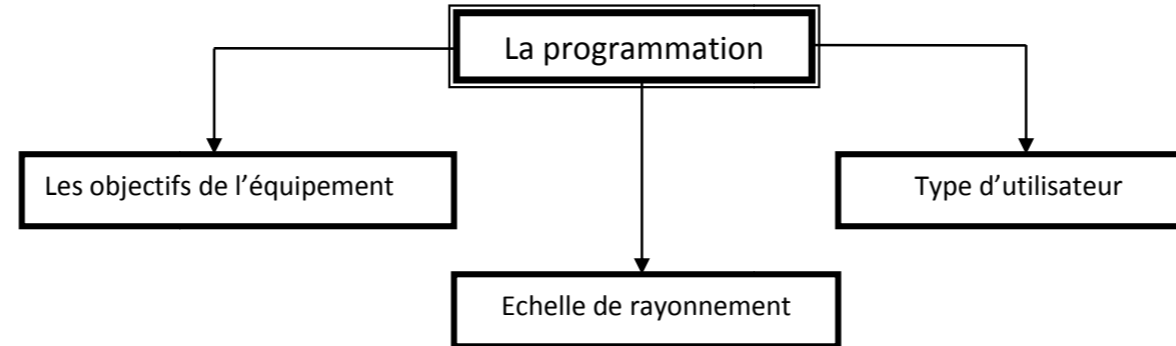 La programmation
Les objectifs de l’équipement
Type d’utilisateur
Echelle de rayonnement